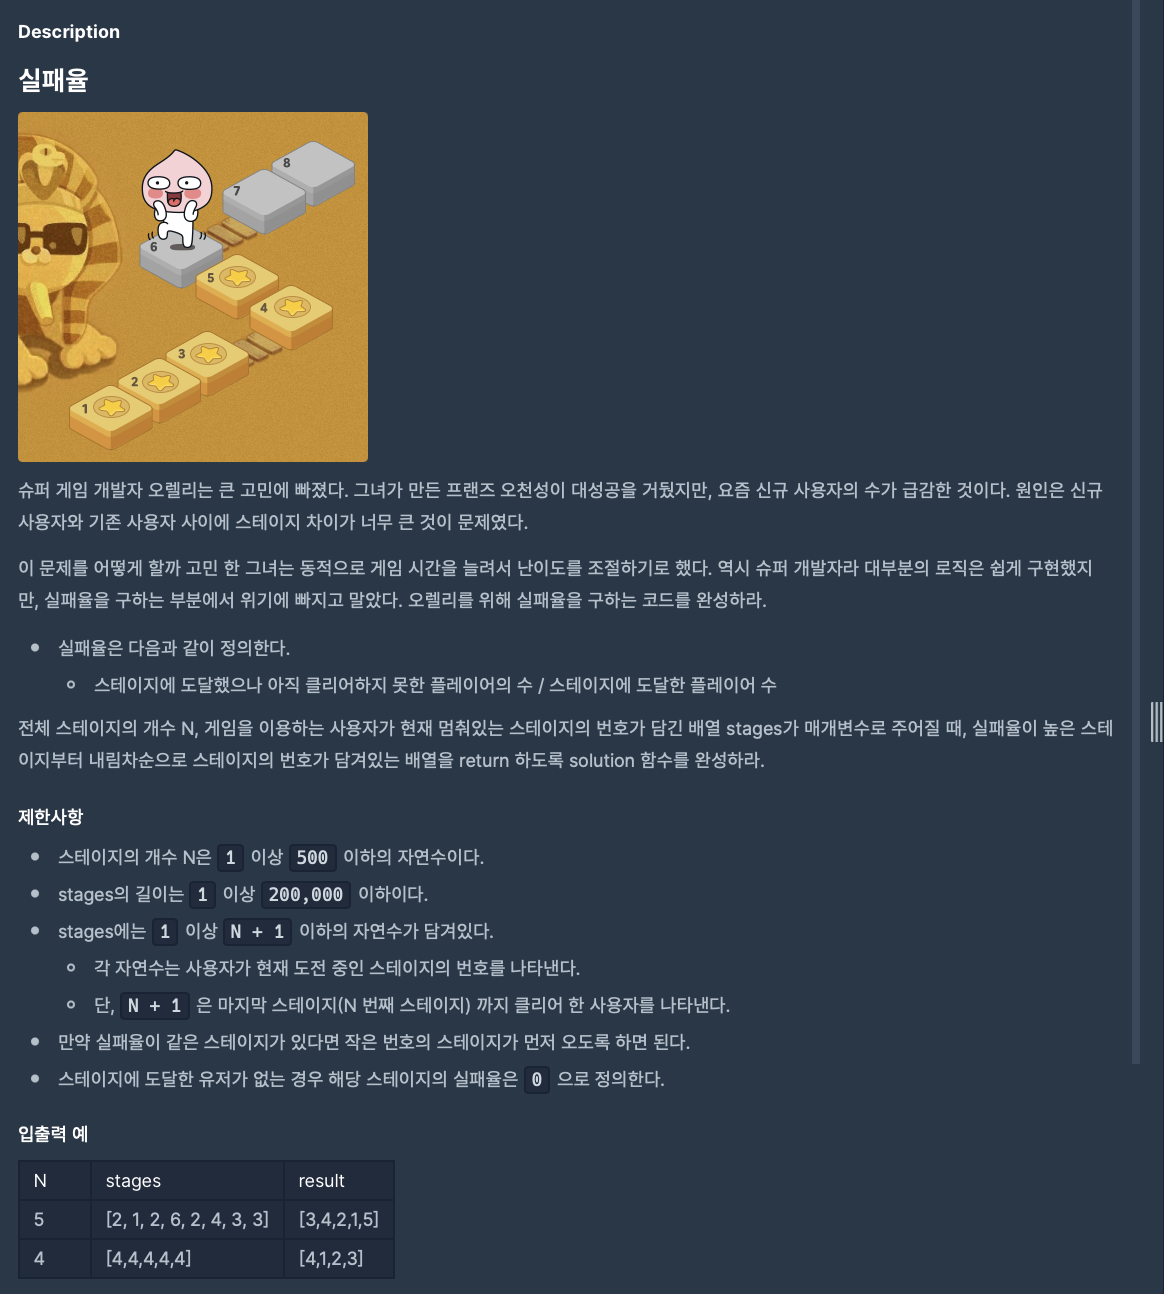 Description
실패율
8
7
6
5
4
3
2
1
슈퍼 게임 개발자 오렐리는 큰 고민에 빠졌다. 그녀가 만든 프랜즈 오천성이 대성공을 거뒀지만, 요즘 신규 사용자의 수가 급감한 것이다. 원인은 신규
사용자와 기존 사용자 사이에 스테이지 차이가 너무 큰 것이 문제였다.
이 문제를 어떻게 할까 고민 한 그녀는 동적으로 게임 시간을 늘려서 난이도를 조절하기로 했다. 역시 슈퍼 개발자라 대부분의 로직은 쉽게 구현했지
만, 실패율을 구하는 부분에서 위기에 빠지고 말았다. 오렐리를 위해 실패율을 구하는 코드를 완성하라.
실패율은 다음과 같이 정의한다.
스테이지에 도달했으나 아직 클리어하지 못한 플레이어의 수 / 스테이지에 도달한 플레이어 수
전체 스테이지의 개수 N, 게임을 이용하는 사용자가 현재 멈춰있는 스테이지의 번호가 담긴 배열 stages가 매개변수로 주어질 때, 실패율이 높은 스테
이지부터 내림차순으로 스테이지의 번호가 담겨있는 배열을 return 하도록 solution 함수를 완성하라.
제한사항
스테이지의 개수 N은 1 이상 500 이하의 자연수이다.
stages의 길이는 1 이상 200,000 이하이다.
stages에는 1 이상 N + 1 이하의 자연수가 담겨있다.
각 자연수는 사용자가 현재 도전 중인 스테이지의 번호를 나타낸다.
단, N + 1 은 마지막 스테이지(N 번째 스테이지) 까지 클리어 한 사용자를 나타낸다.
만약 실패율이 같은 스테이지가 있다면 작은 번호의 스테이지가 먼저 오도록 하면 된다.
스테이지에 도달한 유저가 없는 경우 해당 스테이지의 실패율은 0 으로 정의한다.
입출력 예
N stages result
5 [2, 1, 2, 6, 2, 4, 3, 3] [3,4,2,1,5]
4 [4,4,4,4,4] [4,1,2,3]